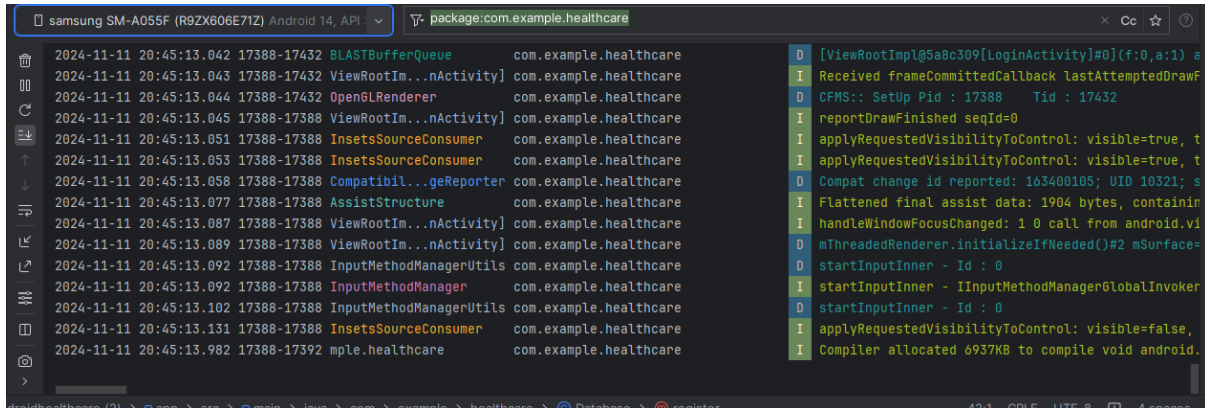 samsung SM-A055F (R9ZX606E71Z) Android 14, API
package:com.example.healthcare
Cc
2024-11-11 20:45:13.042 17388-17432 BLASTBufferQueue com.example.healthcare D [ViewRootImpl@5a8c309[LoginActivity]#0](f:0,a:1) a
2024-11-11 20:45:13.043 17388-17432 ViewRootIm...nActivity] com.example.healthcare I Received frameCommittedCallback lastAttemptedDrawF
2024-11-11 20:45:13.044 17388-17432 OpenGLRenderer com.example.healthcare D CFMS:: SetUp Pid : 17388 Tid : 17432
2024-11-11 20:45:13.045 17388-17388 ViewRootIm...nActivity] com.example.healthcare I reportDrawFinished seqId=0
2024-11-11 20:45:13.051 17388-17388 InsetsSourceConsumer com.example.healthcare I applyRequestedVisibilityToControl: visible=true, t
2024-11-11 20:45:13.053 17388-17388 InsetsSourceConsumer com.example.healthcare I applyRequestedVisibilityToControl: visible=true, t
2024-11-11 20:45:13.058 17388-17388 Compatibil...geReporter com.example.healthcare D Compat change id reported: 163400105; UID 10321; s
2024-11-11 20:45:13.077 17388-17388 AssistStructure com.example.healthcare I Flattened final assist data: 1904 bytes, containin
2024-11-11 20:45:13.087 17388-17388 ViewRootIm...nActivity] com.example.healthcare I handleWindowFocusChanged: 1 0 call from android.vi
2024-11-11 20:45:13.089 17388-17388 ViewRootIm...nActivity] com.example.healthcare D mThreadedRenderer.initializeIfNeeded()#2 mSurface=
2024-11-11 20:45:13.092 17388-17388 InputMethodManagerUtils com.example.healthcare D startInputInner - Id : 0
2024-11-11 20:45:13.092 17388-17388 InputMethodManager com.example.healthcare I startInputInner - IInputMethodManagerGlobalInvoker
2024-11-11 20:45:13.102 17388-17388 InputMethodManagerUtils com.example.healthcare D startInputInner - Id : 0
2024-11-11 20:45:13.131 17388-17388 InsetsSourceConsumer com.example.healthcare I applyRequestedVisibilityToControl: visible=false,
2024-11-11 20:45:13.982 17388-17392 mple.healthcare com.example.healthcare I Compiler allocated 6937KB to compile void android.